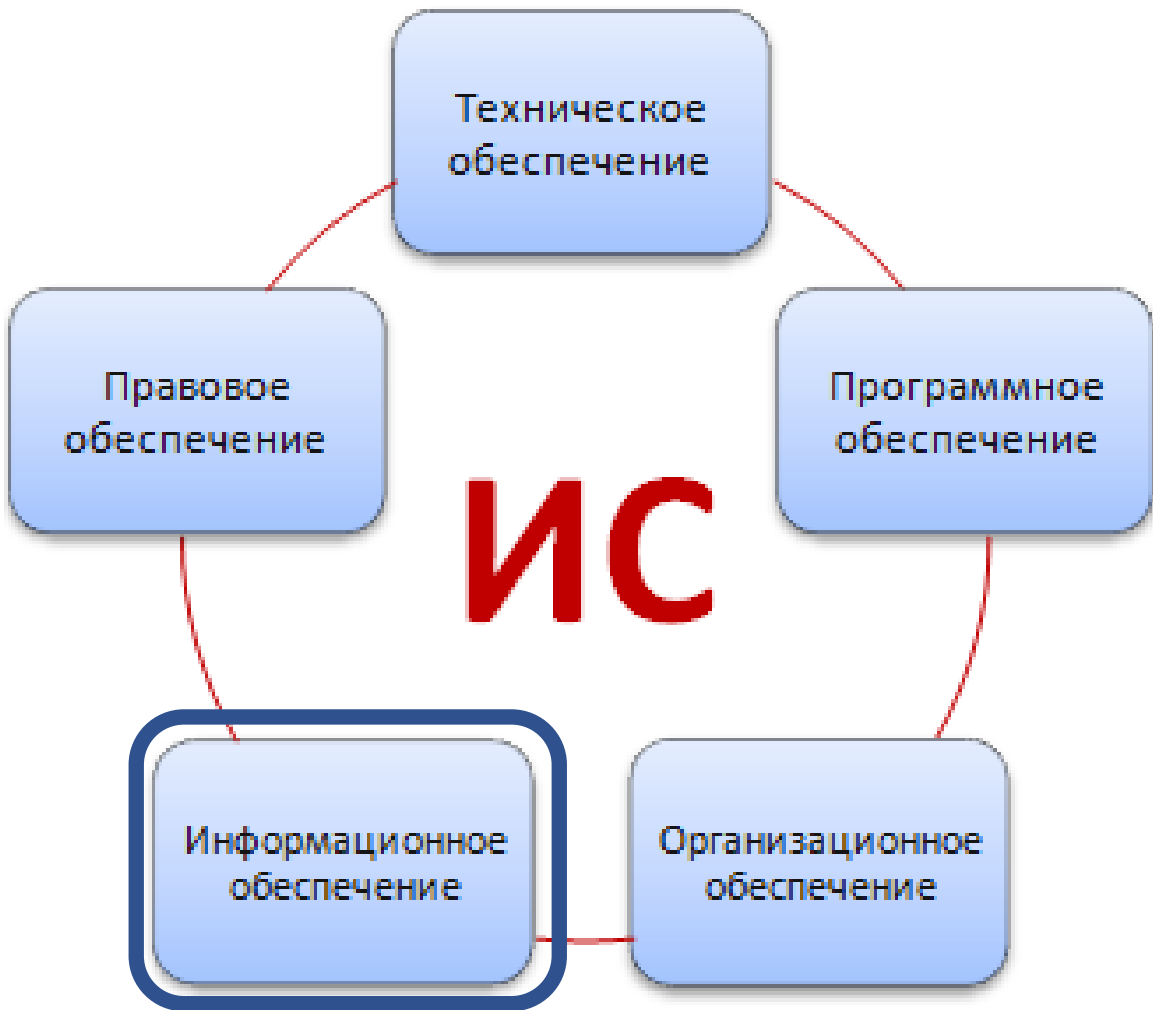 Техническое
обеспечение
Правовое
обеспечение
Программное
обеспечение
ИС
Информационное
обеспечение
Организационное
обеспечение